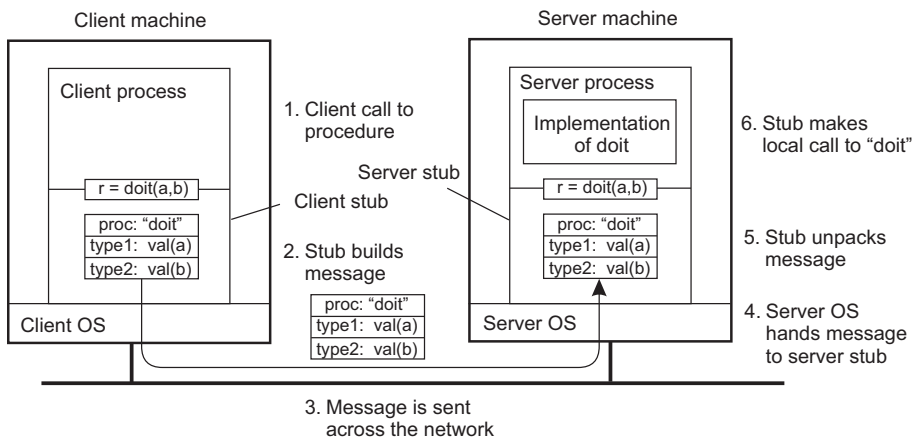 Client machine
Server machine
Client process
1. Client call to
procedure
Server process
Implementation
of doit
6. Stub makes
local call to “doit”
Server stub
r = doit(a,b)
Client stub
r = doit(a,b)
proc: “doit”
type1: val(a)
type2: val(b)
2. Stub builds
message
proc: “doit”
type1: val(a)
type2: val(b)
proc: “doit”
type1: val(a)
type2: val(b)
5. Stub unpacks
message
Client OS
Server OS
4. Server OS
hands message
to server stub
3. Message is sent
across the network